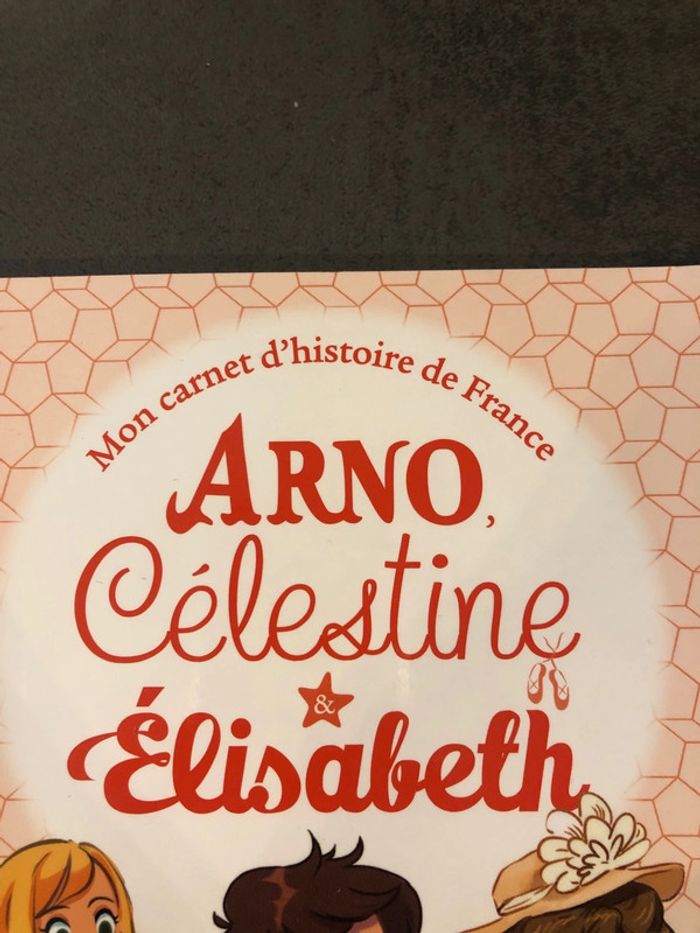 Mon carnet d'histoire de France
ARNO,
Célestine
&
Élisabeth